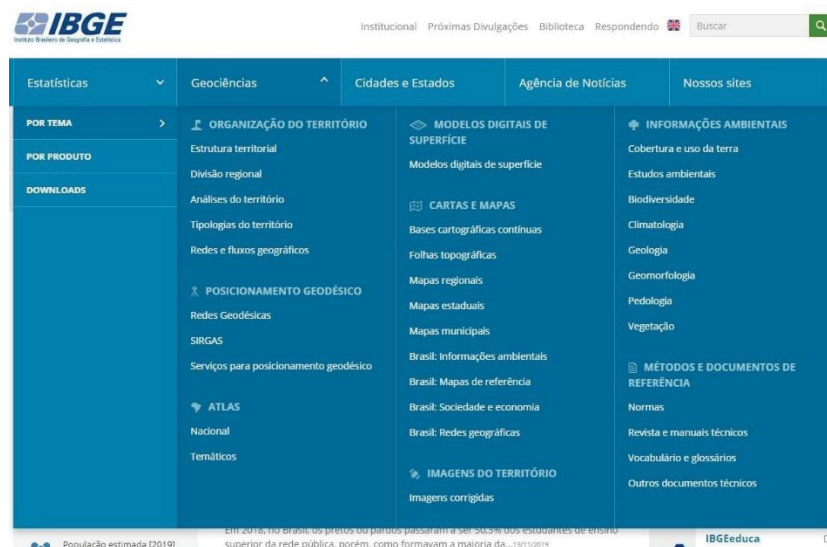 IBGE
Instituto Brasileiro de Geografia e Estatística
Institucional Próximas Divulgações Biblioteca Respondendo Buscar
Estatísticas Geociências Cidades e Estados Agência de Notícias Nossos sites
POR TEMA
POR PRODUTO
DOWNLOADS
ORGANIZAÇÃO DO TERRITÓRIO
Estrutura territorial
Divisão regional
Análises do território
Tipologias do território
Redes e fluxos geográficos
POSICIONAMENTO GEODÉSICO
Redes Geodésicas
SIRGAS
Serviços para posicionamento geodésico
ATLAS
Nacional
Temáticos
MODELOS DIGITAIS DE
SUPERFÍCIE
Modelos digitais de superfície
CARTAS E MAPAS
Bases cartográficas contínuas
Folhas topográficas
Mapas regionais
Mapas estaduais
Mapas municipais
Brasil: Informações ambientais
Brasil: Mapas de referência
Brasil: Sociedade e economia
Brasil: Redes geográficas
IMAGENS DO TERRITÓRIO
Imagens corrigidas
INFORMAÇÕES AMBIENTAIS
Cobertura e uso da terra
Estudos ambientais
Biodiversidade
Climatologia
Geologia
Geomorfologia
Pedologia
Vegetação
MÉTODOS E DOCUMENTOS DE
REFERÊNCIA
Normas
Revista e manuais técnicos
Vocabulário e glossários
Outros documentos técnicos
População estimada [2019]
Em 2018, no Brasil, os pretos ou pardos passaram a ser 50,3% dos estudantes de ensino
superior da rede pública, porém, como formavam a maioria da...13/11/2019
IBGEeduca